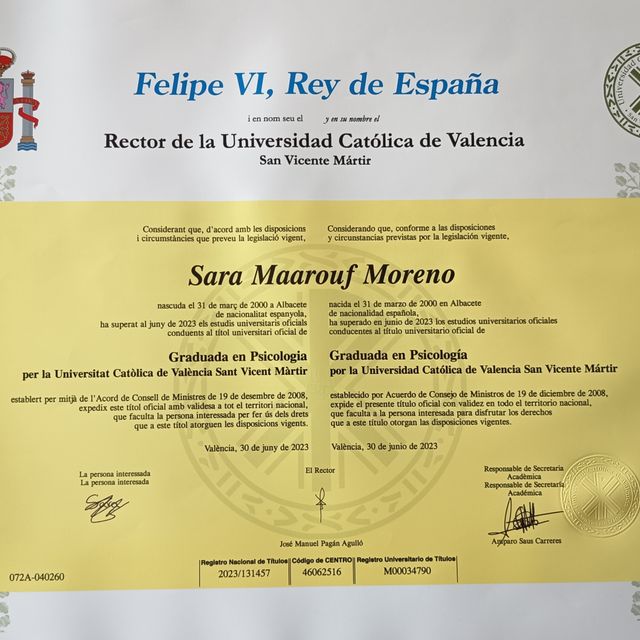 Felipe VI, Rey de España
i en nom seu el y en su nombre el
Rector de la Universidad Católica de Valencia
San Vicente Mártir
Considerant que, d'acord amb les disposicions
i circumstàncies que preveu la legislació vigent,
Considerando que, conforme a las disposiciones
y circunstancias previstas por la legislación vigente,
Sara Maarouf Moreno
nascuda el 31 de març de 2000 a Albacete
de nacionalitat espanyola,
ha superat al juny de 2023 els estudis universitaris oficials
conduents al títol universitari oficial de
nacida el 31 de marzo de 2000 en Albacete
de nacionalidad española,
ha superado en junio de 2023 los estudios universitarios oficiales
conducentes al título universitario oficial de
Graduada en Psicologia
per la Universitat Catòlica de València Sant Vicent Màrtir
Graduada en Psicología
por la Universidad Católica de Valencia San Vicente Mártir
establert per mitjà de l'Acord de Consell de Ministres de 19 de desembre de 2008,
expedix este títol oficial amb validesa a tot el territori nacional,
que faculta la persona interessada per fer ús dels drets
que a este títol atorguen les disposicions vigents.
establecido por Acuerdo de Consejo de Ministros de 19 de diciembre de 2008,
expide el presente título oficial con validez en todo el territorio nacional,
que faculta a la persona interesada para disfrutar los derechos
que a este título otorgan las disposiciones vigentes.
València, 30 de juny de 2023
València, 30 de junio de 2023
La persona interessada
La persona interesada
El Rector
José Manuel Pagán Agulló
Responsable de Secretaria
Acadèmica
Responsable de Secretaría
Académica
Amparo Saus Carreres
072A-040260
Registro Nacional de Títulos
2023/131457
Código de CENTRO
46062516
Registro Universitario de Títulos
M00034790